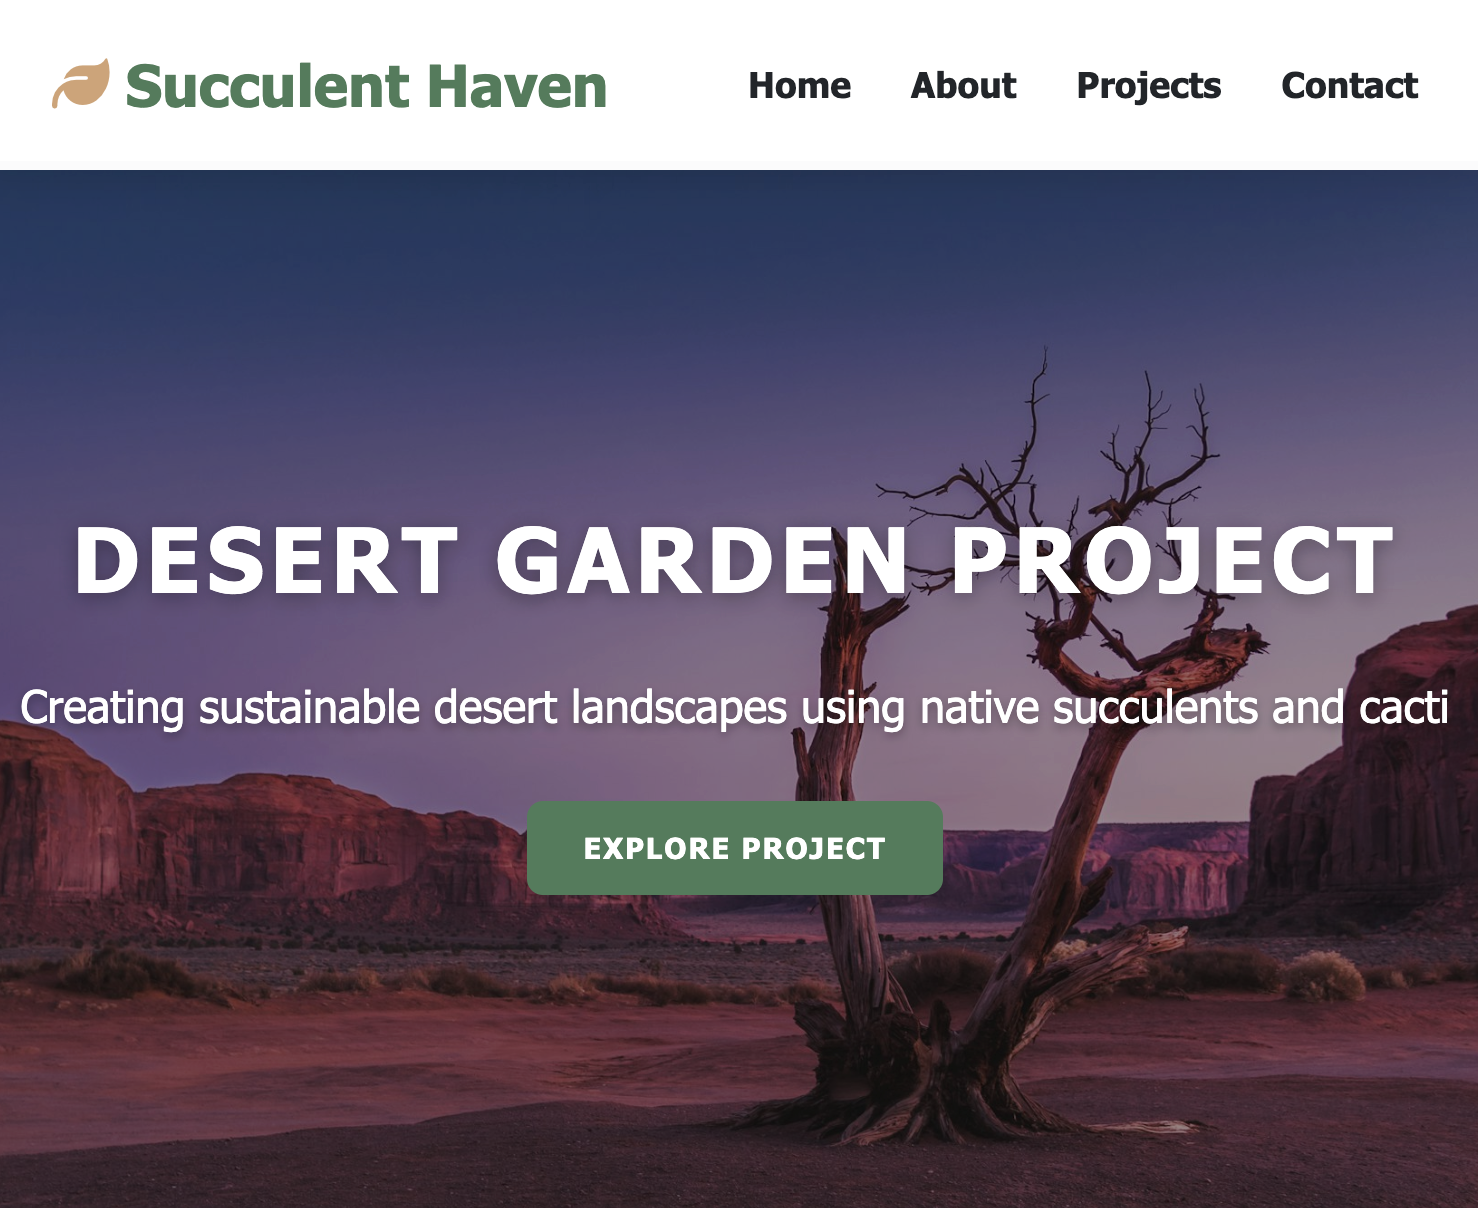 Succulent Haven
Home About Projects Contact
DESERT GARDEN PROJECT
Creating sustainable desert landscapes using native succulents and cacti
EXPLORE PROJECT